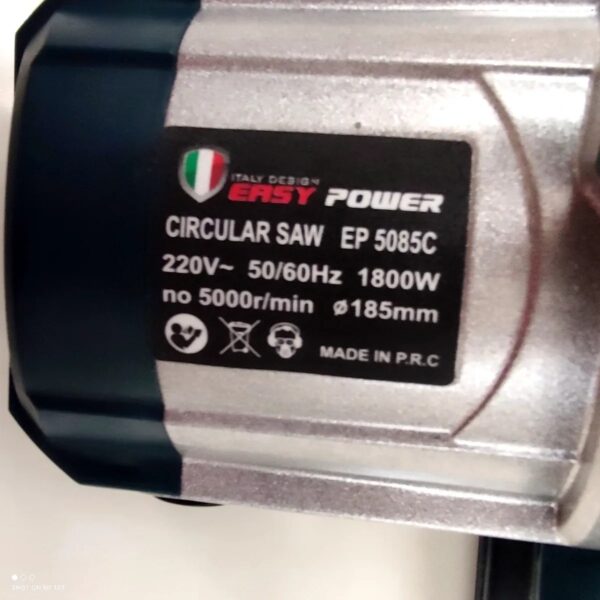 ITALY DESIGN
EASY POWER
CIRCULAR SAW EP 5085C
220V~ 50/60Hz 1800W
no 5000r/min ø185mm
MADE IN P.R.C